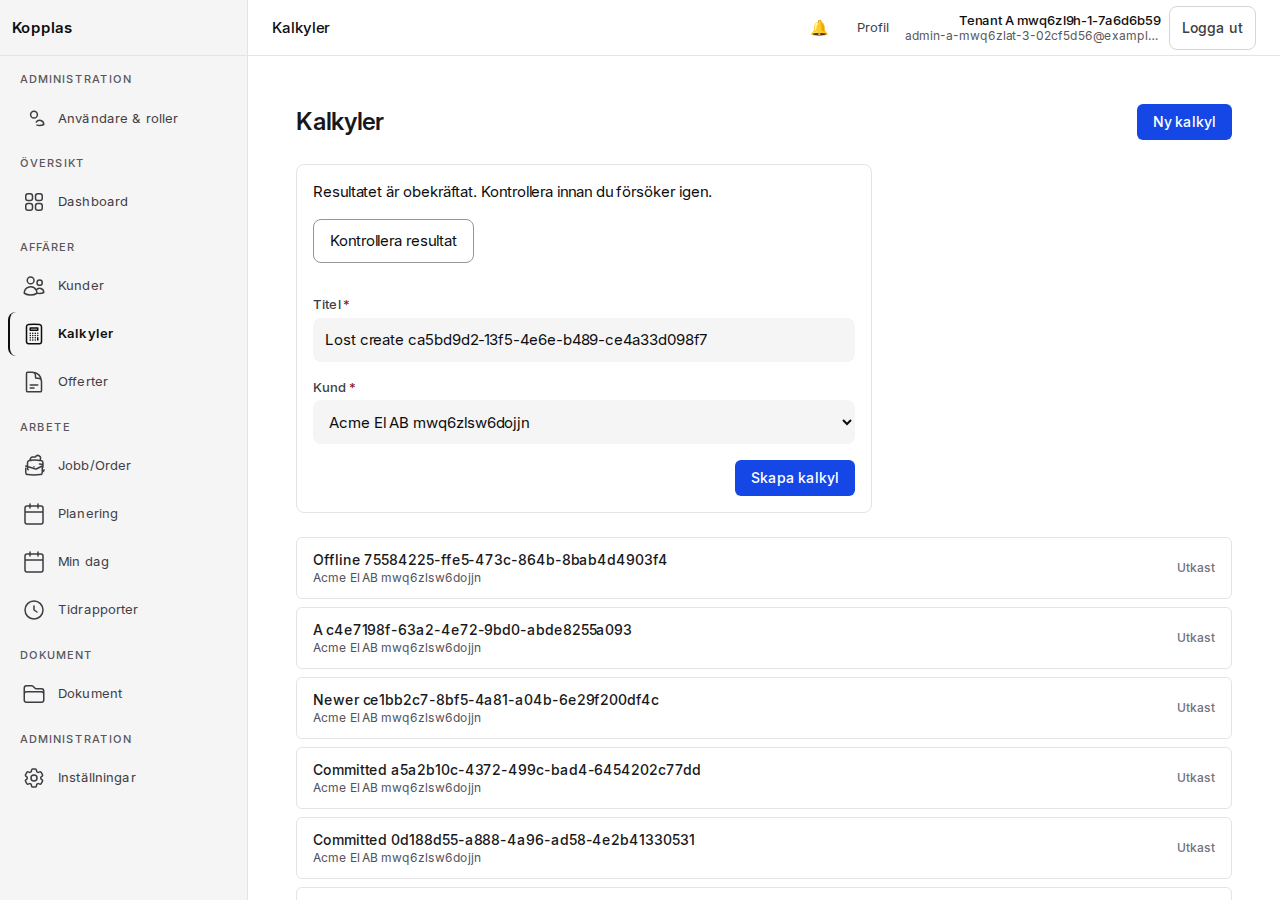 Kopplas
ADMINISTRATION
Användare & roller
ÖVERSIKT
Dashboard
AFFÄRER
Kunder
Kalkyler
Offerter
ARBETE
Jobb/Order
Planering
Min dag
Tidrapporter
DOKUMENT
Dokument
ADMINISTRATION
Inställningar
Kalkyler
Profil
Tenant A mwq6zl9h-1-7a6d6b59
admin-a-mwq6zlat-3-02cf5d56@exampl...
Logga ut
Kalkyler
Ny kalkyl
Resultatet är obekräftat. Kontrollera innan du försöker igen.
Kontrollera resultat
Titel *
Lost create ca5bd9d2-13f5-4e6e-b489-ce4a33d098f7
Kund *
Acme El AB mwq6zlsw6dojjn
Skapa kalkyl
Offline 75584225-ffe5-473c-864b-8bab4d4903f4
Acme El AB mwq6zlsw6dojjn
Utkast
A c4e7198f-63a2-4e72-9bd0-abde8255a093
Acme El AB mwq6zlsw6dojjn
Utkast
Newer ce1bb2c7-8bf5-4a81-a04b-6e29f200df4c
Acme El AB mwq6zlsw6dojjn
Utkast
Committed a5a2b10c-4372-499c-bad4-6454202c77dd
Acme El AB mwq6zlsw6dojjn
Utkast
Committed 0d188d55-a888-4a96-ad58-4e2b41330531
Acme El AB mwq6zlsw6dojjn
Utkast